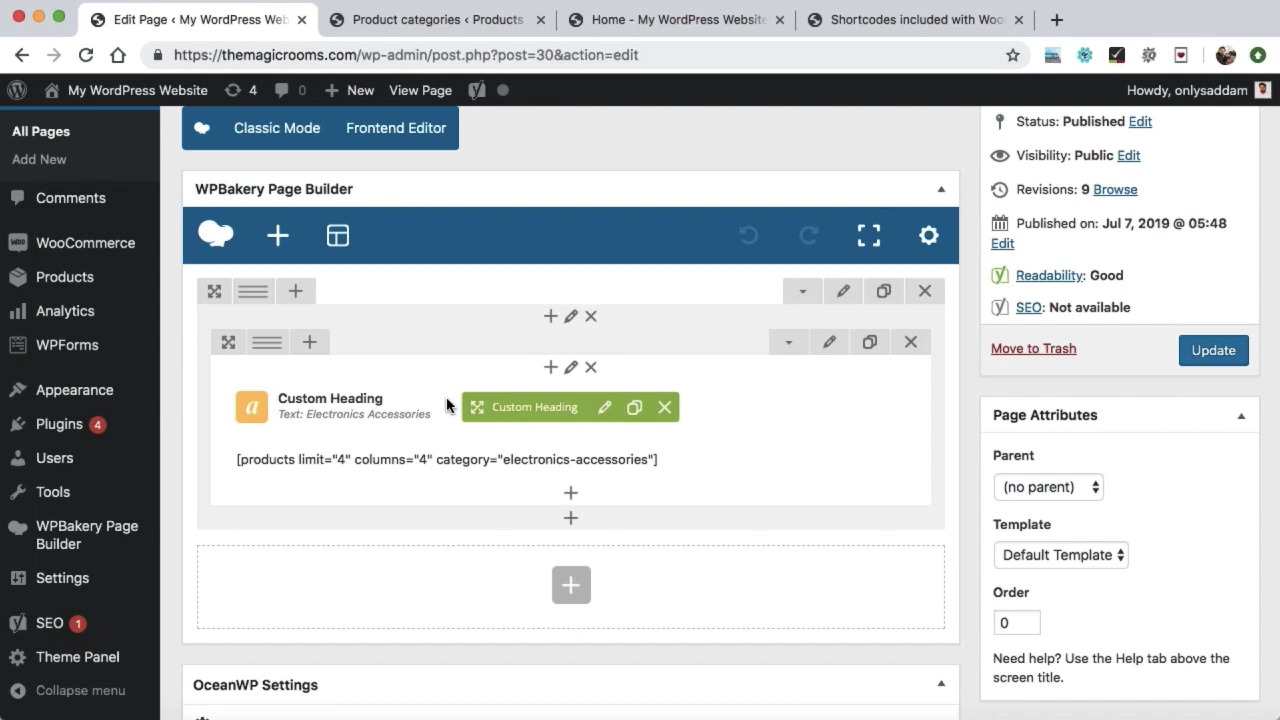 Edit Page ‹ My WordPress Web
Product categories ‹ Products
Home - My WordPress Website
Shortcodes included with Woo
https://themagicrooms.com/wp-admin/post.php?post=30&action=edit
My WordPress Website
4
0
New
View Page
Howdy, onlysaddam
All Pages
Add New
Comments
WooCommerce
Products
Analytics
WPForms
Appearance
Plugins 4
Users
Tools
WPBakery Page
Builder
Settings
SEO 1
Theme Panel
Collapse menu
Classic Mode
Frontend Editor
WPBakery Page Builder
Custom Heading
Text: Electronics Accessories
Custom Heading
[products limit="4" columns="4" category="electronics-accessories"]
OceanWP Settings
Status: Published Edit
Visibility: Public Edit
Revisions: 9 Browse
Published on: Jul 7, 2019 @ 05:48
Edit
Readability: Good
SEO: Not available
Move to Trash
Update
Page Attributes
Parent
(no parent)
Template
Default Template
Order
0
Need help? Use the Help tab above the
screen title.